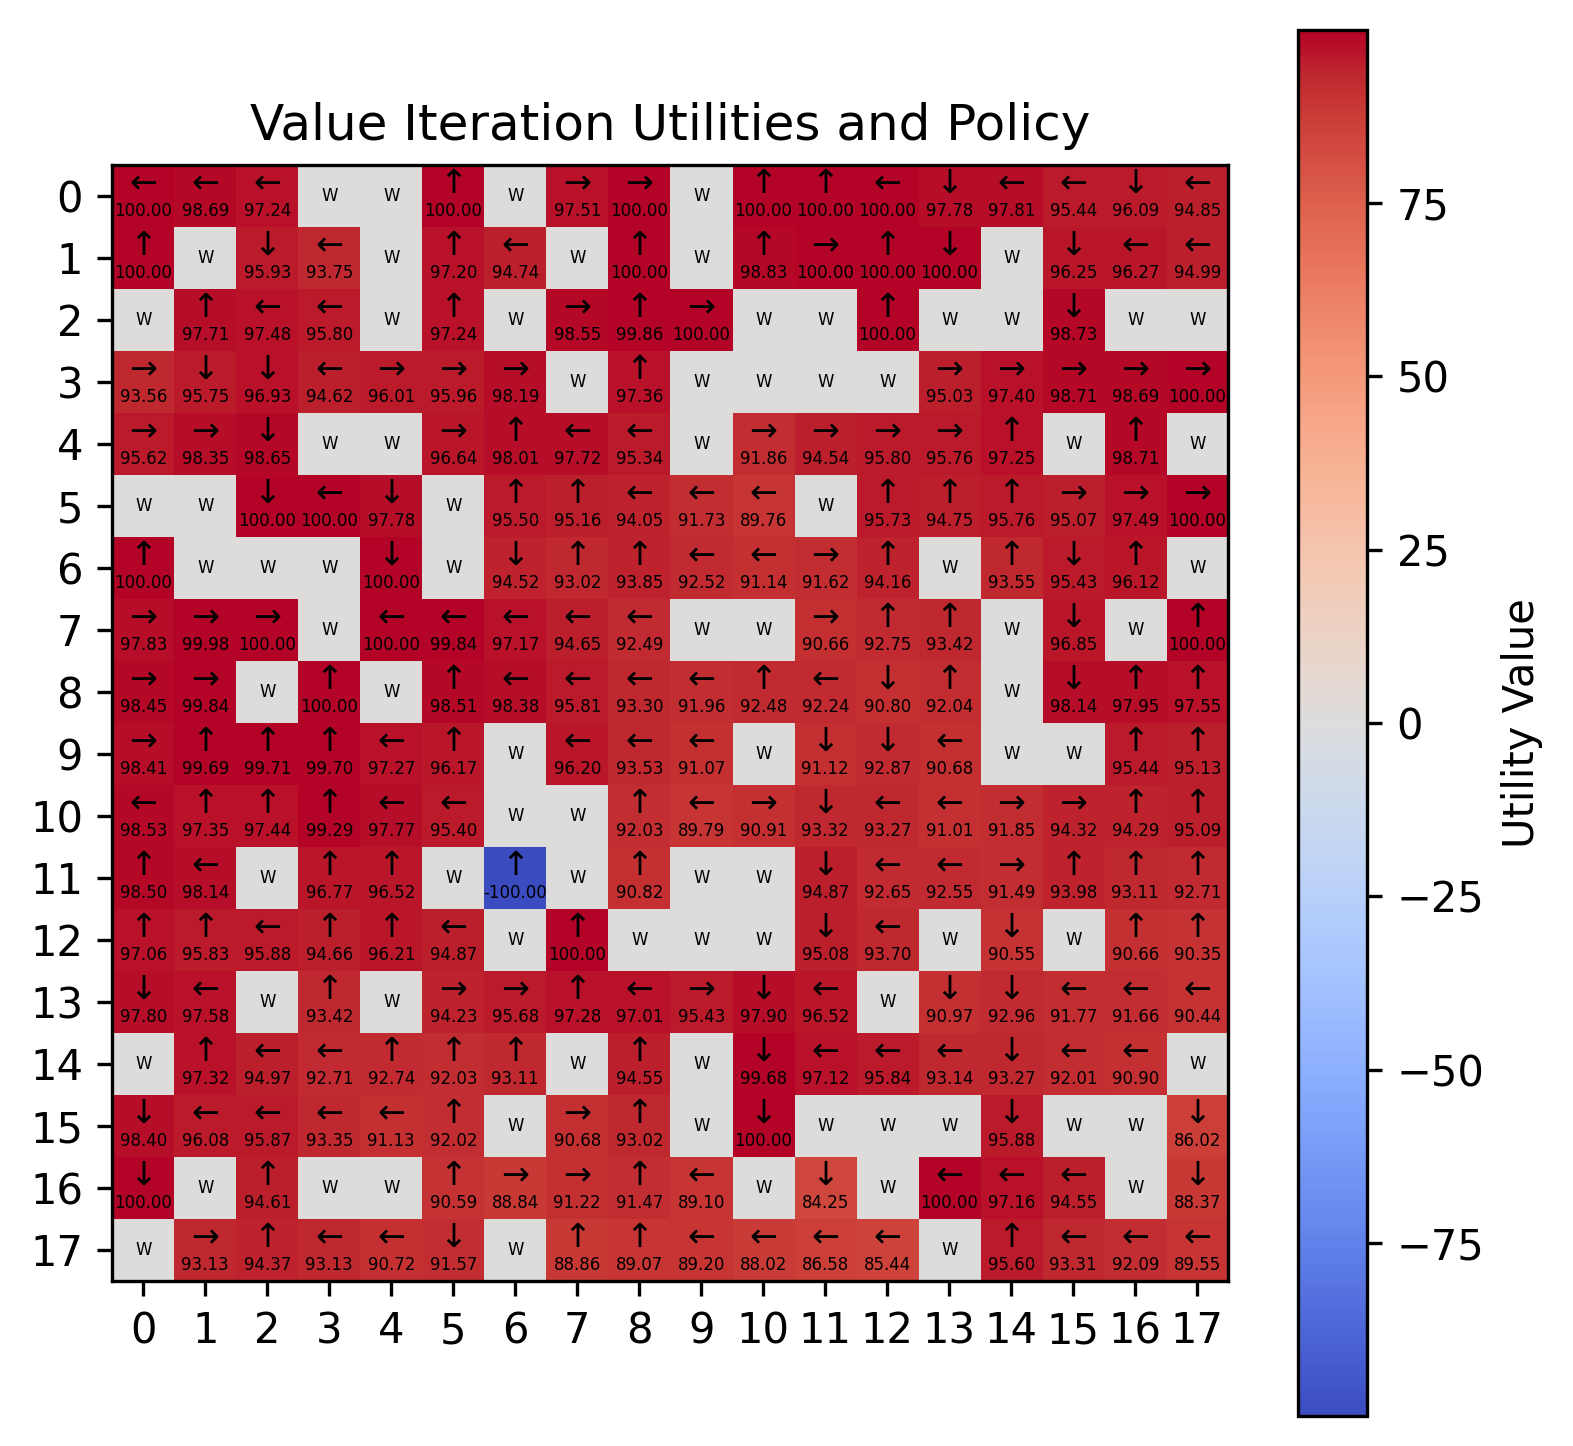 Value Iteration Utilities and Policy
0 ← ← ← W W ↑ W → → W ↑ ↑ ← ↓ ← ← ↓ ←
100.00 98.69 97.24 100.00 97.51 100.00 100.00 100.00 100.00 97.78 97.81 95.44 96.09 94.85
1 ↑ W ↓ ← W ↑ ← W ↑ W ↑ → ↑ ↓ W ↓ ← ←
100.00 95.93 93.75 97.20 94.74 100.00 98.83 100.00 100.00 100.00 96.25 96.27 94.99
2 W ↑ ← ← W ↑ W → ↑ → W W ↑ W W ↓ W W
97.71 97.48 95.80 97.24 98.55 99.86 100.00 100.00 98.73
3 → ↓ ↓ ← → → → W ↑ W W W W → → → → →
93.56 95.75 96.93 94.62 96.01 95.96 98.19 97.36 95.03 97.40 98.71 98.69 100.00
4 → → ↓ W W → ↑ ← ← W → → → → ↑ W ↑ W
95.62 98.35 98.65 96.64 98.01 97.72 95.34 91.86 94.54 95.80 95.76 97.25 98.71
5 W W ↓ ← ↓ W ↑ ↑ ← ← ← W ↑ ↑ ↑ → → →
100.00 100.00 97.78 95.50 95.16 94.05 91.73 89.76 95.73 94.75 95.76 95.07 97.49 100.00
6 ↑ W W W ↓ W ↓ ↑ ↑ ← ← → ↑ W ↑ ↓ ↑ W
100.00 100.00 94.52 93.02 93.85 92.52 91.14 91.62 94.16 93.55 95.43 96.12
7 → → → W ← ← ← ← ← W W → ↑ ↑ W ↓ W ↑
97.83 99.98 100.00 100.00 99.84 97.17 94.65 92.49 90.66 92.75 93.42 96.85 100.00
8 → → W ↑ W ↑ ← ← ← ← ↑ ← ↓ ↑ W ↓ ↑ ↑
98.45 99.84 100.00 98.51 98.38 95.81 93.30 91.96 92.48 92.24 90.80 92.04 98.14 97.95 97.55
9 → ↑ ↑ ↑ ← ↑ W ← ← ← W ↓ ↓ ← W W ↑ ↑
98.41 99.69 99.71 99.70 97.27 96.17 96.20 93.53 91.07 91.12 92.87 90.68 95.44 95.13
10 ← ↑ ↑ ↑ ← ← W W ↑ ← → ↓ ← ← → → ↑ ↑
98.53 97.35 97.44 99.29 97.77 95.40 92.03 89.79 90.91 93.32 93.27 91.01 91.85 94.32 94.29 95.09
11 ↑ ← W ↑ ↑ W ↑ W ↑ W W ↓ ← ← → ↑ ↑ ↑
98.50 98.14 96.77 96.52 -100.00 90.82 94.87 92.65 92.55 91.49 93.98 93.11 92.71
12 ↑ ↑ ← ↑ ↑ ← W ↑ W W W ↓ ← W ↓ W ↑ ↑
97.06 95.83 95.88 94.66 96.21 94.87 100.00 95.08 93.70 90.55 90.66 90.35
13 ↓ ← W ↑ W → → ↑ ← → ↓ ← W ↓ ↓ ← ← ←
97.80 97.58 93.42 94.23 95.68 97.28 97.01 95.43 97.90 96.52 90.97 92.96 91.77 91.66 90.44
14 W ↑ ← ← ↑ ↑ ↑ W ↑ W ↓ ← ← ← ↓ ← ← W
97.32 94.97 92.71 92.74 92.03 93.11 94.55 99.68 97.12 95.84 93.14 93.27 92.01 90.90
15 ↓ ← ← ← ← ↑ W → ↑ W ↓ W W W ↓ W W ↓
98.40 96.08 95.87 93.35 91.13 92.02 90.68 93.02 100.00 95.88 86.02
16 ↓ W ↑ W W ↑ → → ↑ ← W ↓ W ← ← ← W ↓
100.00 94.61 90.59 88.84 91.22 91.47 89.10 84.25 100.00 97.16 94.55 88.37
17 W → ↑ ← ← ↓ W ↑ ↑ ← ← ← ← W ↑ ← ← ←
93.13 94.37 93.13 90.72 91.57 88.86 89.07 89.20 88.02 86.58 85.44 95.60 93.31 92.09 89.55
0 1 2 3 4 5 6 7 8 9 10 11 12 13 14 15 16 17
75
50
25
0
−25
−50
−75
Utility Value